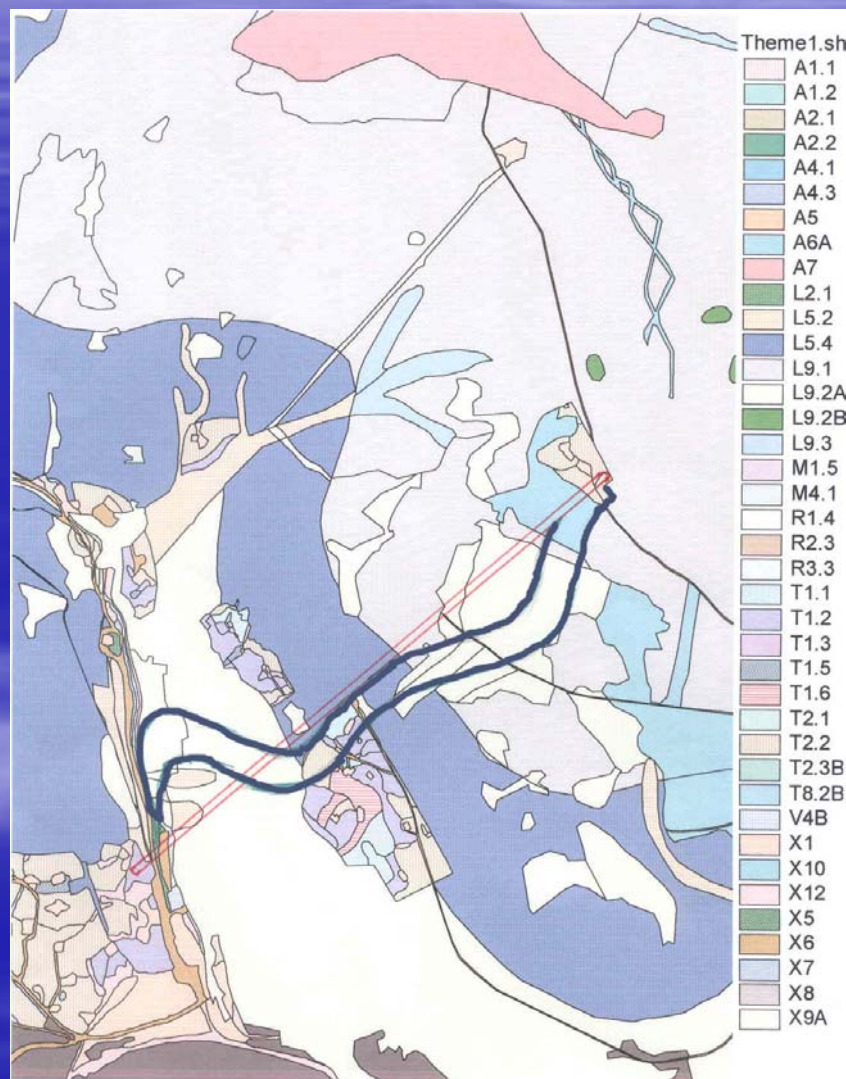 Theme1.sh
A1.1
A1.2
A2.1
A2.2
A4.1
A4.3
A5
A6A
A7
L2.1
L5.2
L5.4
L9.1
L9.2A
L9.2B
L9.3
M1.5
M4.1
R1.4
R2.3
R3.3
T1.1
T1.2
T1.3
T1.5
T1.6
T2.1
T2.2
T2.3B
T8.2B
V4B
X1
X10
X12
X5
X6
X7
X8
X9A